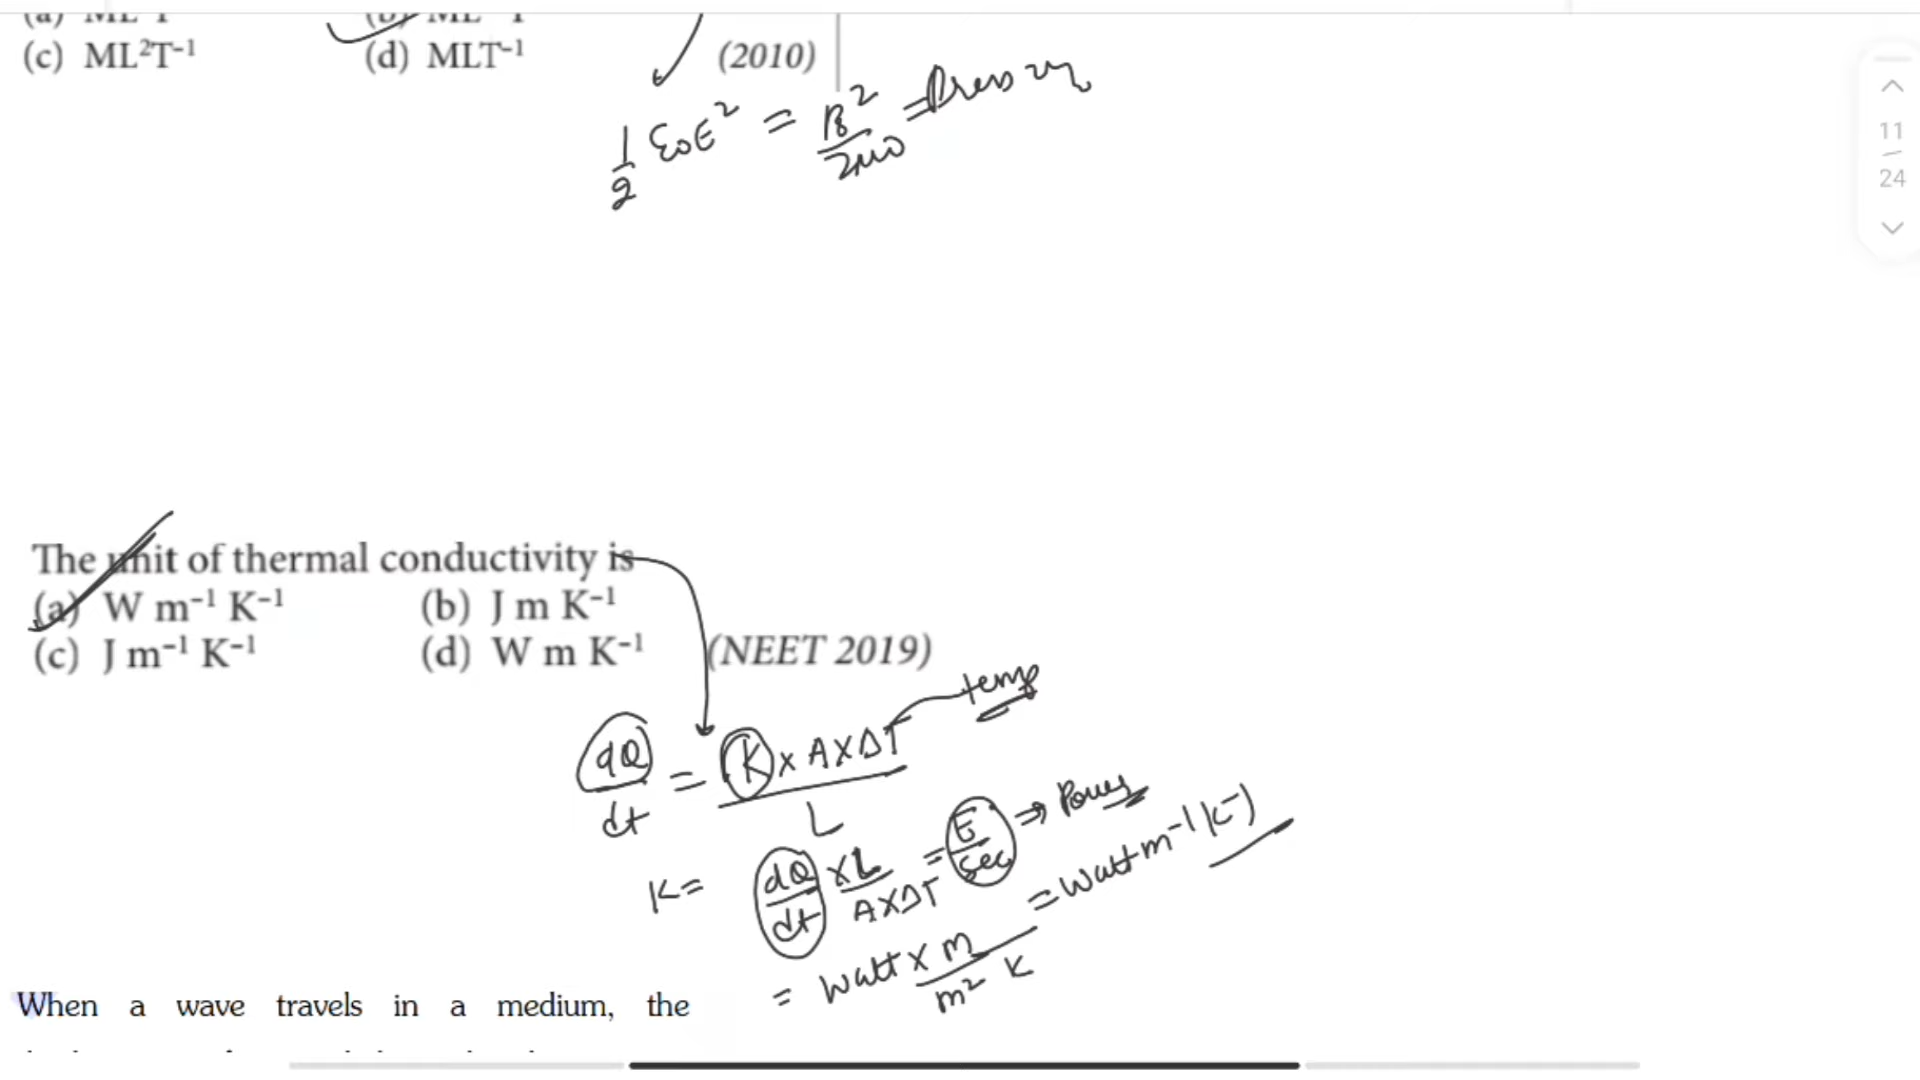 (c) ML²T⁻¹ (d) MLT⁻¹ (2010)
1/2 ε₀E² = B²/2μ₀ = Pressure
11
24
The unit of thermal conductivity is
(a) W m⁻¹ K⁻¹ (b) J m K⁻¹
(c) J m⁻¹ K⁻¹ (d) W m K⁻¹ (NEET 2019)
temp
dQ/dt = K × A × ΔT / L
K = dQ/dt × L / A × ΔT = E/sec ⇒ Power
= Watt × m / m² K = Watt m⁻¹ K⁻¹
When a wave travels in a medium, the